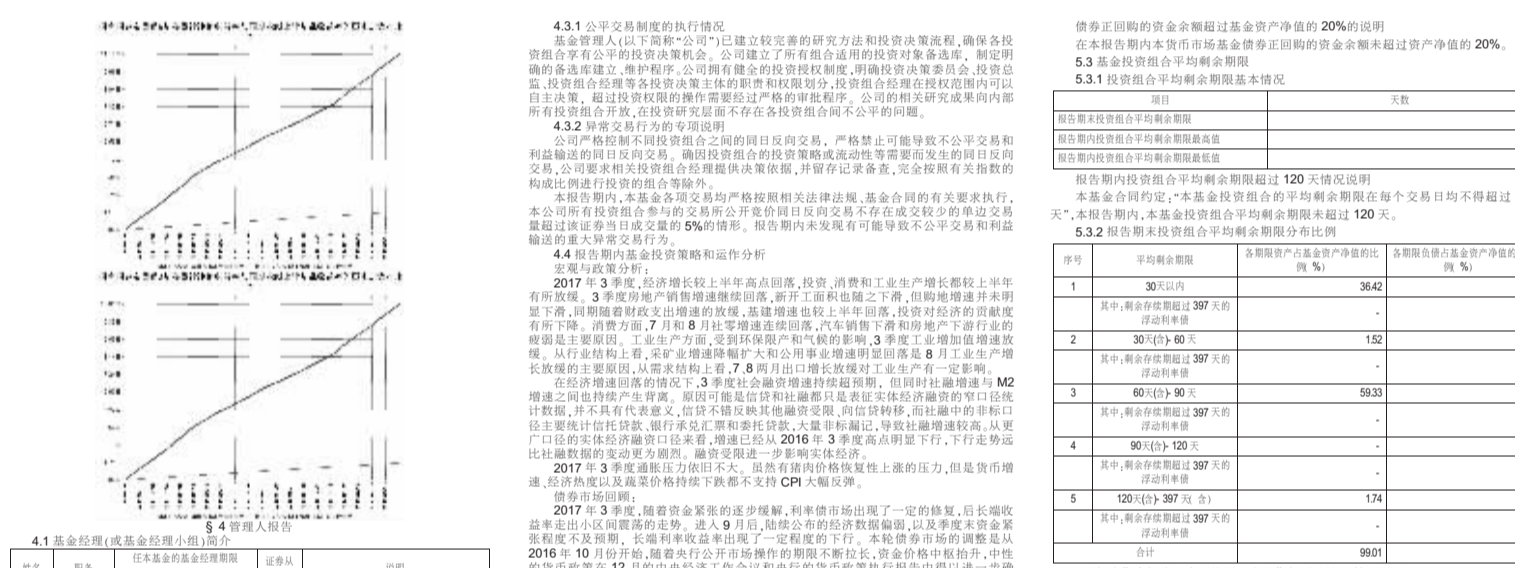 § 4 管理人报告
4.1 基金经理(或基金经理小组)简介
姓名 职务 任本基金的基金经理期限 证券从 说明
4.3.1 公平交易制度的执行情况
基金管理人(以下简称“公司”)已建立较完善的研究方法和投资决策流程,确保各投
资组合享有公平的投资决策机会。公司建立了所有组合适用的投资对象备选库, 制定明
确的备选库建立、维护程序。公司拥有健全的投资授权制度,明确投资决策委员会、投资总
监、投资组合经理等各投资决策主体的职责和权限划分,投资组合经理在授权范围内可以
自主决策, 超过投资权限的操作需要经过严格的审批程序。公司的相关研究成果向内部
所有投资组合开放,在投资研究层面不存在各投资组合间不公平的问题。
4.3.2 异常交易行为的专项说明
公司严格控制不同投资组合之间的同日反向交易, 严格禁止可能导致不公平交易和
利益输送的同日反向交易。确因投资组合的投资策略或流动性等需要而发生的同日反向
交易,公司要求相关投资组合经理提供决策依据,并留存记录备查,完全按照有关指数的
构成比例进行投资的组合等除外。
本报告期内,本基金各项交易均严格按照相关法律法规、基金合同的有关要求执行,
本公司所有投资组合参与的交易所公开竞价同日反向交易不存在成交较少的单边交易
量超过该证券当日成交量的 5%的情形。报告期内未发现有可能导致不公平交易和利益
输送的重大异常交易行为。
4.4 报告期内基金投资策略和运作分析
宏观与政策分析:
2017 年 3 季度,经济增长较上半年高点回落,投资、消费和工业生产增长都较上半年
有所放缓。3 季度房地产销售增速继续回落,新开工面积也随之下滑,但购地增速并未明
显下滑,同期随着财政支出增速的放缓,基建增速也较上半年回落,投资对经济的贡献度
有所下降。消费方面,7 月和 8 月社零增速连续回落,汽车销售下滑和房地产下游行业的
疲弱是主要原因。工业生产方面,受到环保限产和气候的影响,3 季度工业增加值增速放
缓。从行业结构上看,采矿业增速降幅扩大和公用事业增速明显回落是 8 月工业生产增
长放缓的主要原因,从需求结构上看,7、8 两月出口增长放缓对工业生产有一定影响。
在经济增速回落的情况下,3 季度社会融资增速持续超预期, 但同时社融增速与 M2
增速之间也持续产生背离。原因可能是信贷和社融都只是表征实体经济融资的窄口径统
计数据,并不具有代表意义,信贷不错反映其他融资受限、向信贷转移,而社融中的非标口
径主要统计信托贷款、银行承兑汇票和委托贷款,大量非标漏记,导致社融增速较高。从更
广口径的实体经济融资口径来看,增速已经从 2016 年 3 季度高点明显下行,下行走势远
比社融数据的变动更为剧烈。融资受限进一步影响实体经济。
2017 年 3 季度通胀压力依旧不大。虽然有猪肉价格恢复性上涨的压力,但是货币增
速、经济热度以及蔬菜价格持续下跌都不支持 CPI 大幅反弹。
债券市场回顾:
2017 年 3 季度,随着资金紧张的逐步缓解,利率债市场出现了一定的修复,后长端收
益率走出小区间震荡的走势。进入 9 月后,陆续公布的经济数据偏弱,以及季度末资金紧
张程度不及预期, 长端利率收益率出现了一定程度的下行。本轮债券市场的调整是从
2016 年 10 月份开始,随着央行公开市场操作的期限不断拉长,资金价格中枢抬升,中性
的货币政策在 12 月的中央经济工作会议和央行的货币政策执行报告中得以进一步确
债券正回购的资金余额超过基金资产净值的 20%的说明
在本报告期内本货币市场基金债券正回购的资金余额未超过资产净值的 20%。
5.3 基金投资组合平均剩余期限
5.3.1 投资组合平均剩余期限基本情况
项目 天数
报告期末投资组合平均剩余期限
报告期内投资组合平均剩余期限最高值
报告期内投资组合平均剩余期限最低值
报告期内投资组合平均剩余期限超过 120 天情况说明
本基金合同约定:“本基金投资组合的平均剩余期限在每个交易日均不得超过
天”,本报告期内,本基金投资组合平均剩余期限未超过 120 天。
5.3.2 报告期末投资组合平均剩余期限分布比例
序号 平均剩余期限 各期限资产占基金资产净值的比 各期限负债占基金资产净值的
例( %) 例( %)
1 30天以内 36.42
其中:剩余存续期超过 397 天的
浮动利率债 -
2 30天(含)- 60 天 1.52
其中:剩余存续期超过 397 天的
浮动利率债 -
3 60天(含)- 90 天 59.33
其中:剩余存续期超过 397 天的
浮动利率债 -
4 90天(含)- 120 天 -
其中:剩余存续期超过 397 天的
浮动利率债 -
5 120天(含)- 397 天( 含) 1.74
其中:剩余存续期超过 397 天的
浮动利率债 -
合计 99.01